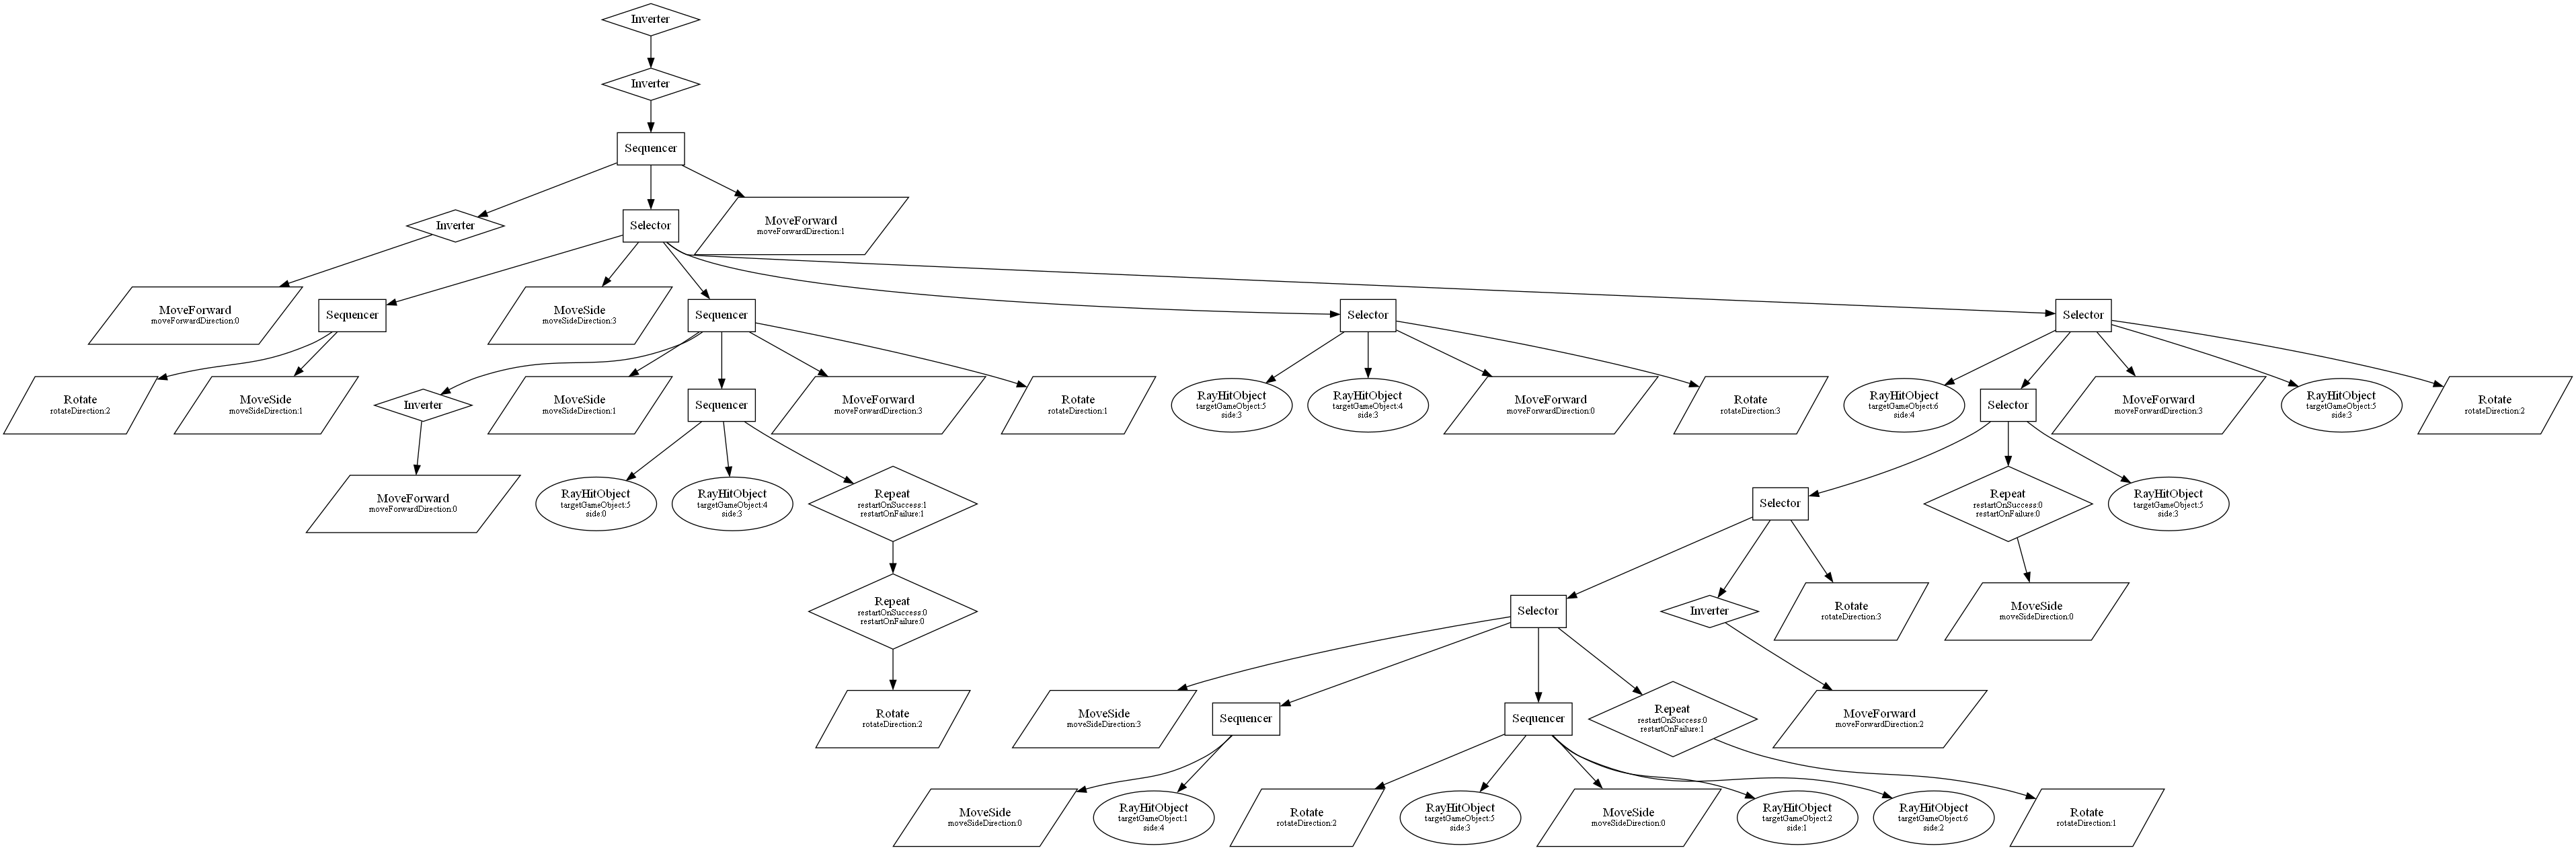 Inverter
Inverter
Sequencer
Inverter
Selector
MoveForward
moveForwardDirection:1
MoveForward
moveForwardDirection:0
Sequencer
MoveSide
moveSideDirection:3
Sequencer
Selector
Selector
Rotate
rotateDirection:2
MoveSide
moveSideDirection:1
Inverter
MoveSide
moveSideDirection:1
Sequencer
MoveForward
moveForwardDirection:3
Rotate
rotateDirection:1
RayHitObject
targetGameObject:5
side:3
RayHitObject
targetGameObject:4
side:3
MoveForward
moveForwardDirection:0
Rotate
rotateDirection:3
RayHitObject
targetGameObject:6
side:4
Selector
MoveForward
moveForwardDirection:3
RayHitObject
targetGameObject:5
side:3
Rotate
rotateDirection:2
MoveForward
moveForwardDirection:0
RayHitObject
targetGameObject:5
side:0
RayHitObject
targetGameObject:4
side:3
Repeat
restartOnSuccess:1
restartOnFailure:1
Selector
Repeat
restartOnSuccess:0
restartOnFailure:0
RayHitObject
targetGameObject:5
side:3
Repeat
restartOnSuccess:0
restartOnFailure:0
Selector
Inverter
Rotate
rotateDirection:3
MoveSide
moveSideDirection:0
Rotate
rotateDirection:2
MoveSide
moveSideDirection:3
Sequencer
Sequencer
Repeat
restartOnSuccess:0
restartOnFailure:1
MoveForward
moveForwardDirection:2
MoveSide
moveSideDirection:0
RayHitObject
targetGameObject:1
side:4
Rotate
rotateDirection:2
RayHitObject
targetGameObject:5
side:3
MoveSide
moveSideDirection:0
RayHitObject
targetGameObject:2
side:1
RayHitObject
targetGameObject:6
side:2
Rotate
rotateDirection:1